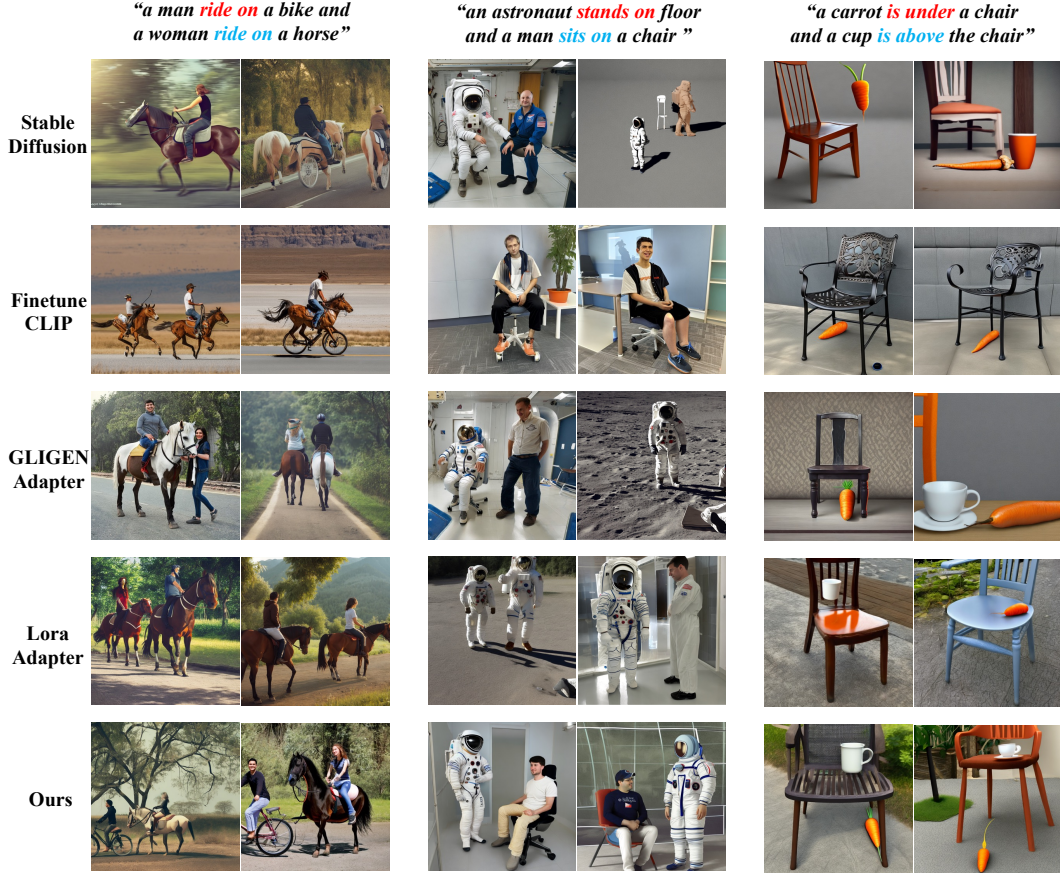 “a man ride on a bike and
a woman ride on a horse”
“an astronaut stands on floor
and a man sits on a chair ”
“a carrot is under a chair
and a cup is above the chair”
Stable
Diffusion
Finetune
CLIP
GLIGEN
Adapter
Lora
Adapter
Ours